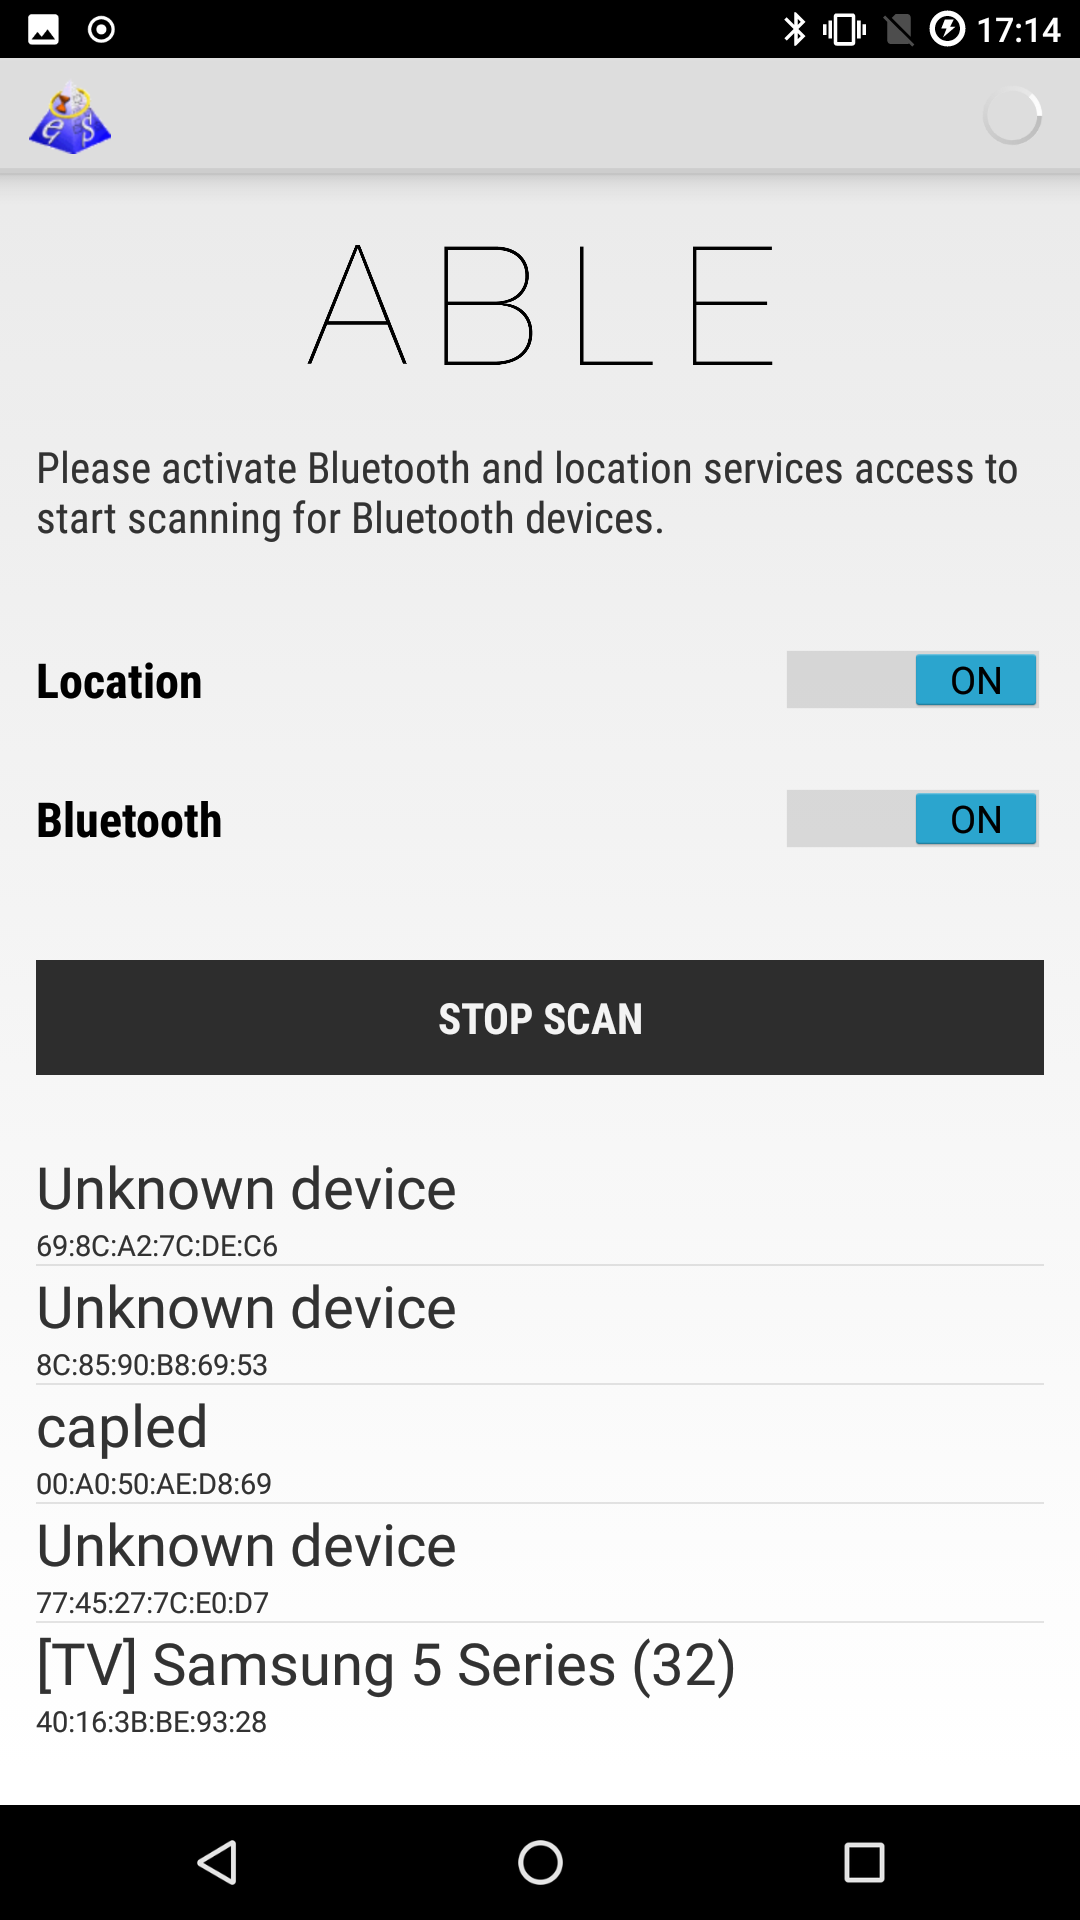 17:14
e S
ABLE
Please activate Bluetooth and location services access to
start scanning for Bluetooth devices.
Location ON
Bluetooth ON
STOP SCAN
Unknown device
69:8C:A2:7C:DE:C6
Unknown device
8C:85:90:B8:69:53
capled
00:A0:50:AE:D8:69
Unknown device
77:45:27:7C:E0:D7
[TV] Samsung 5 Series (32)
40:16:3B:BE:93:28